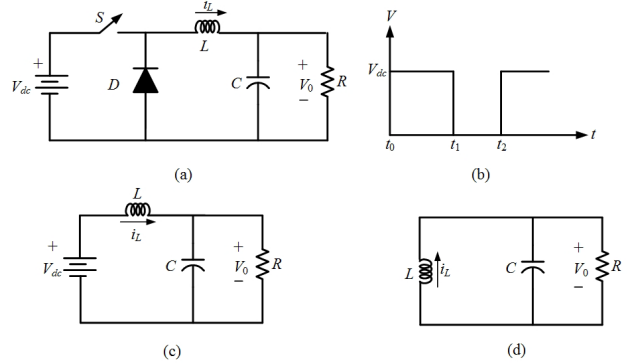 S
i_L
L
+
V_dc
D
C
+
V_0
−
R
(a)
V
V_dc
t_0
t_1
t_2
t
(b)
L
i_L
+
V_dc
C
+
V_0
−
R
(c)
L
i_L
C
+
V_0
−
R
(d)